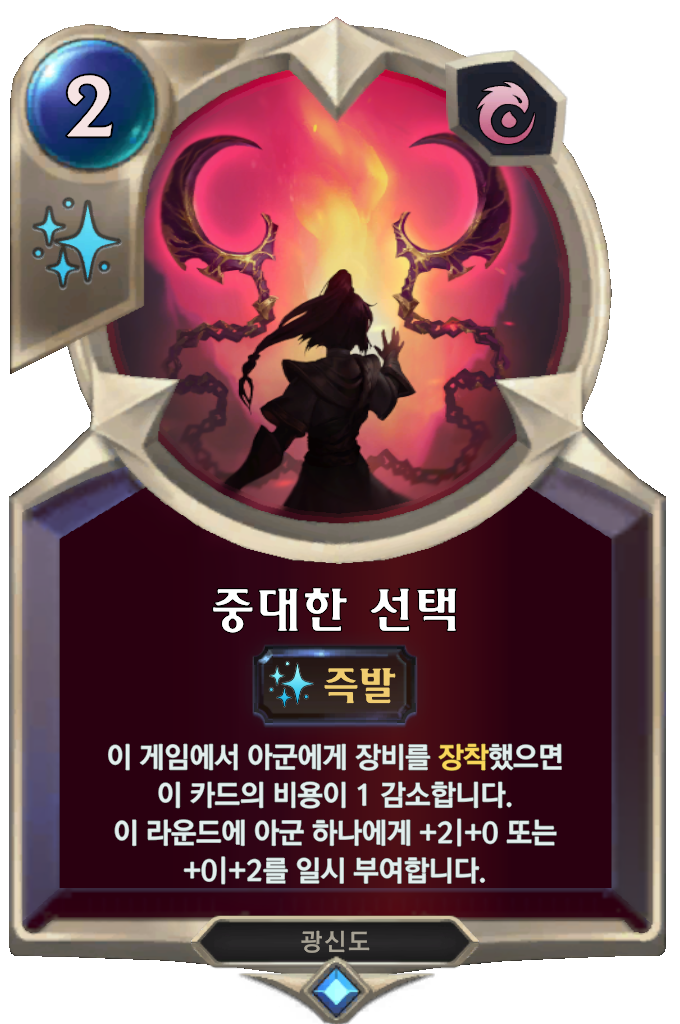 2
중대한 선택
즉발
이 게임에서 아군에게 장비를 장착했으면
이 카드의 비용이 1 감소합니다.
이 라운드에 아군 하나에게 +2|+0 또는
+0|+2를 일시 부여합니다.
광신도